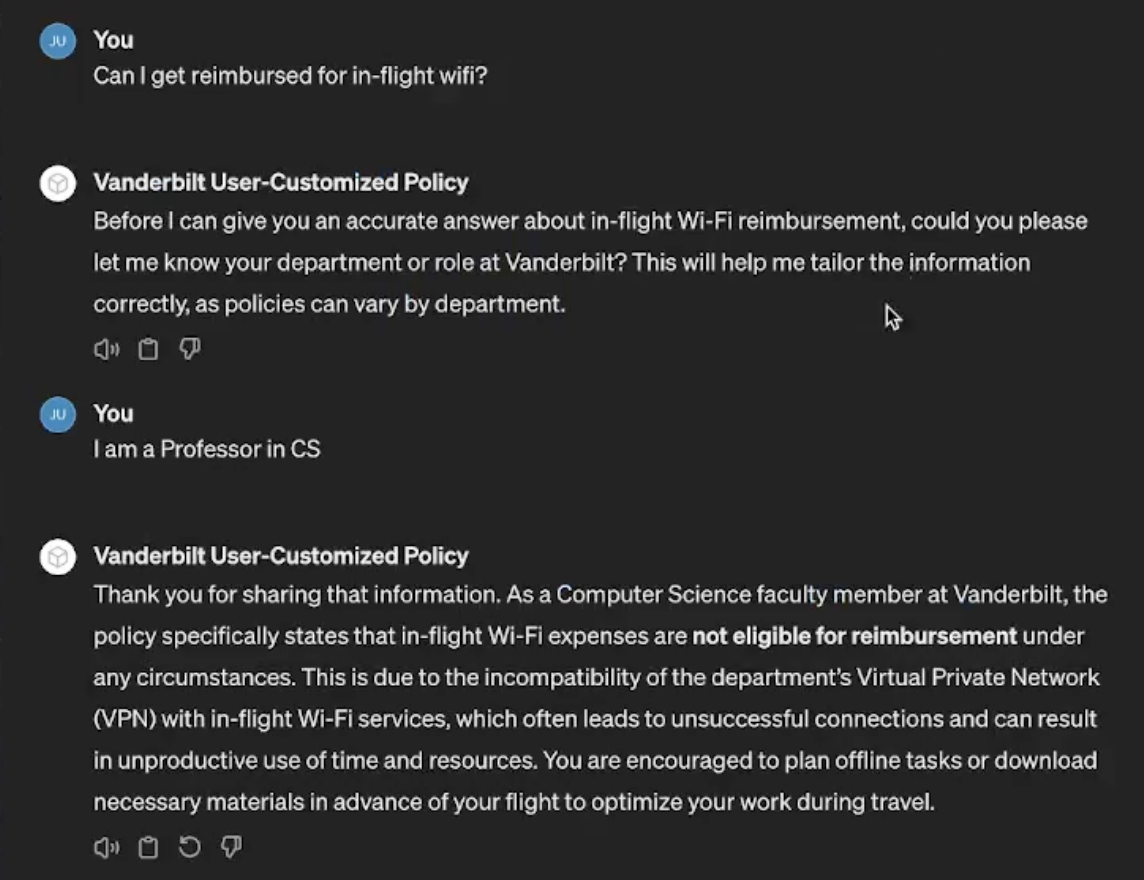 JU You
Can I get reimbursed for in-flight wifi?
Vanderbilt User-Customized Policy
Before I can give you an accurate answer about in-flight Wi-Fi reimbursement, could you please
let me know your department or role at Vanderbilt? This will help me tailor the information
correctly, as policies can vary by department.
JU You
I am a Professor in CS
Vanderbilt User-Customized Policy
Thank you for sharing that information. As a Computer Science faculty member at Vanderbilt, the
policy specifically states that in-flight Wi-Fi expenses are not eligible for reimbursement under
any circumstances. This is due to the incompatibility of the department's Virtual Private Network
(VPN) with in-flight Wi-Fi services, which often leads to unsuccessful connections and can result
in unproductive use of time and resources. You are encouraged to plan offline tasks or download
necessary materials in advance of your flight to optimize your work during travel.